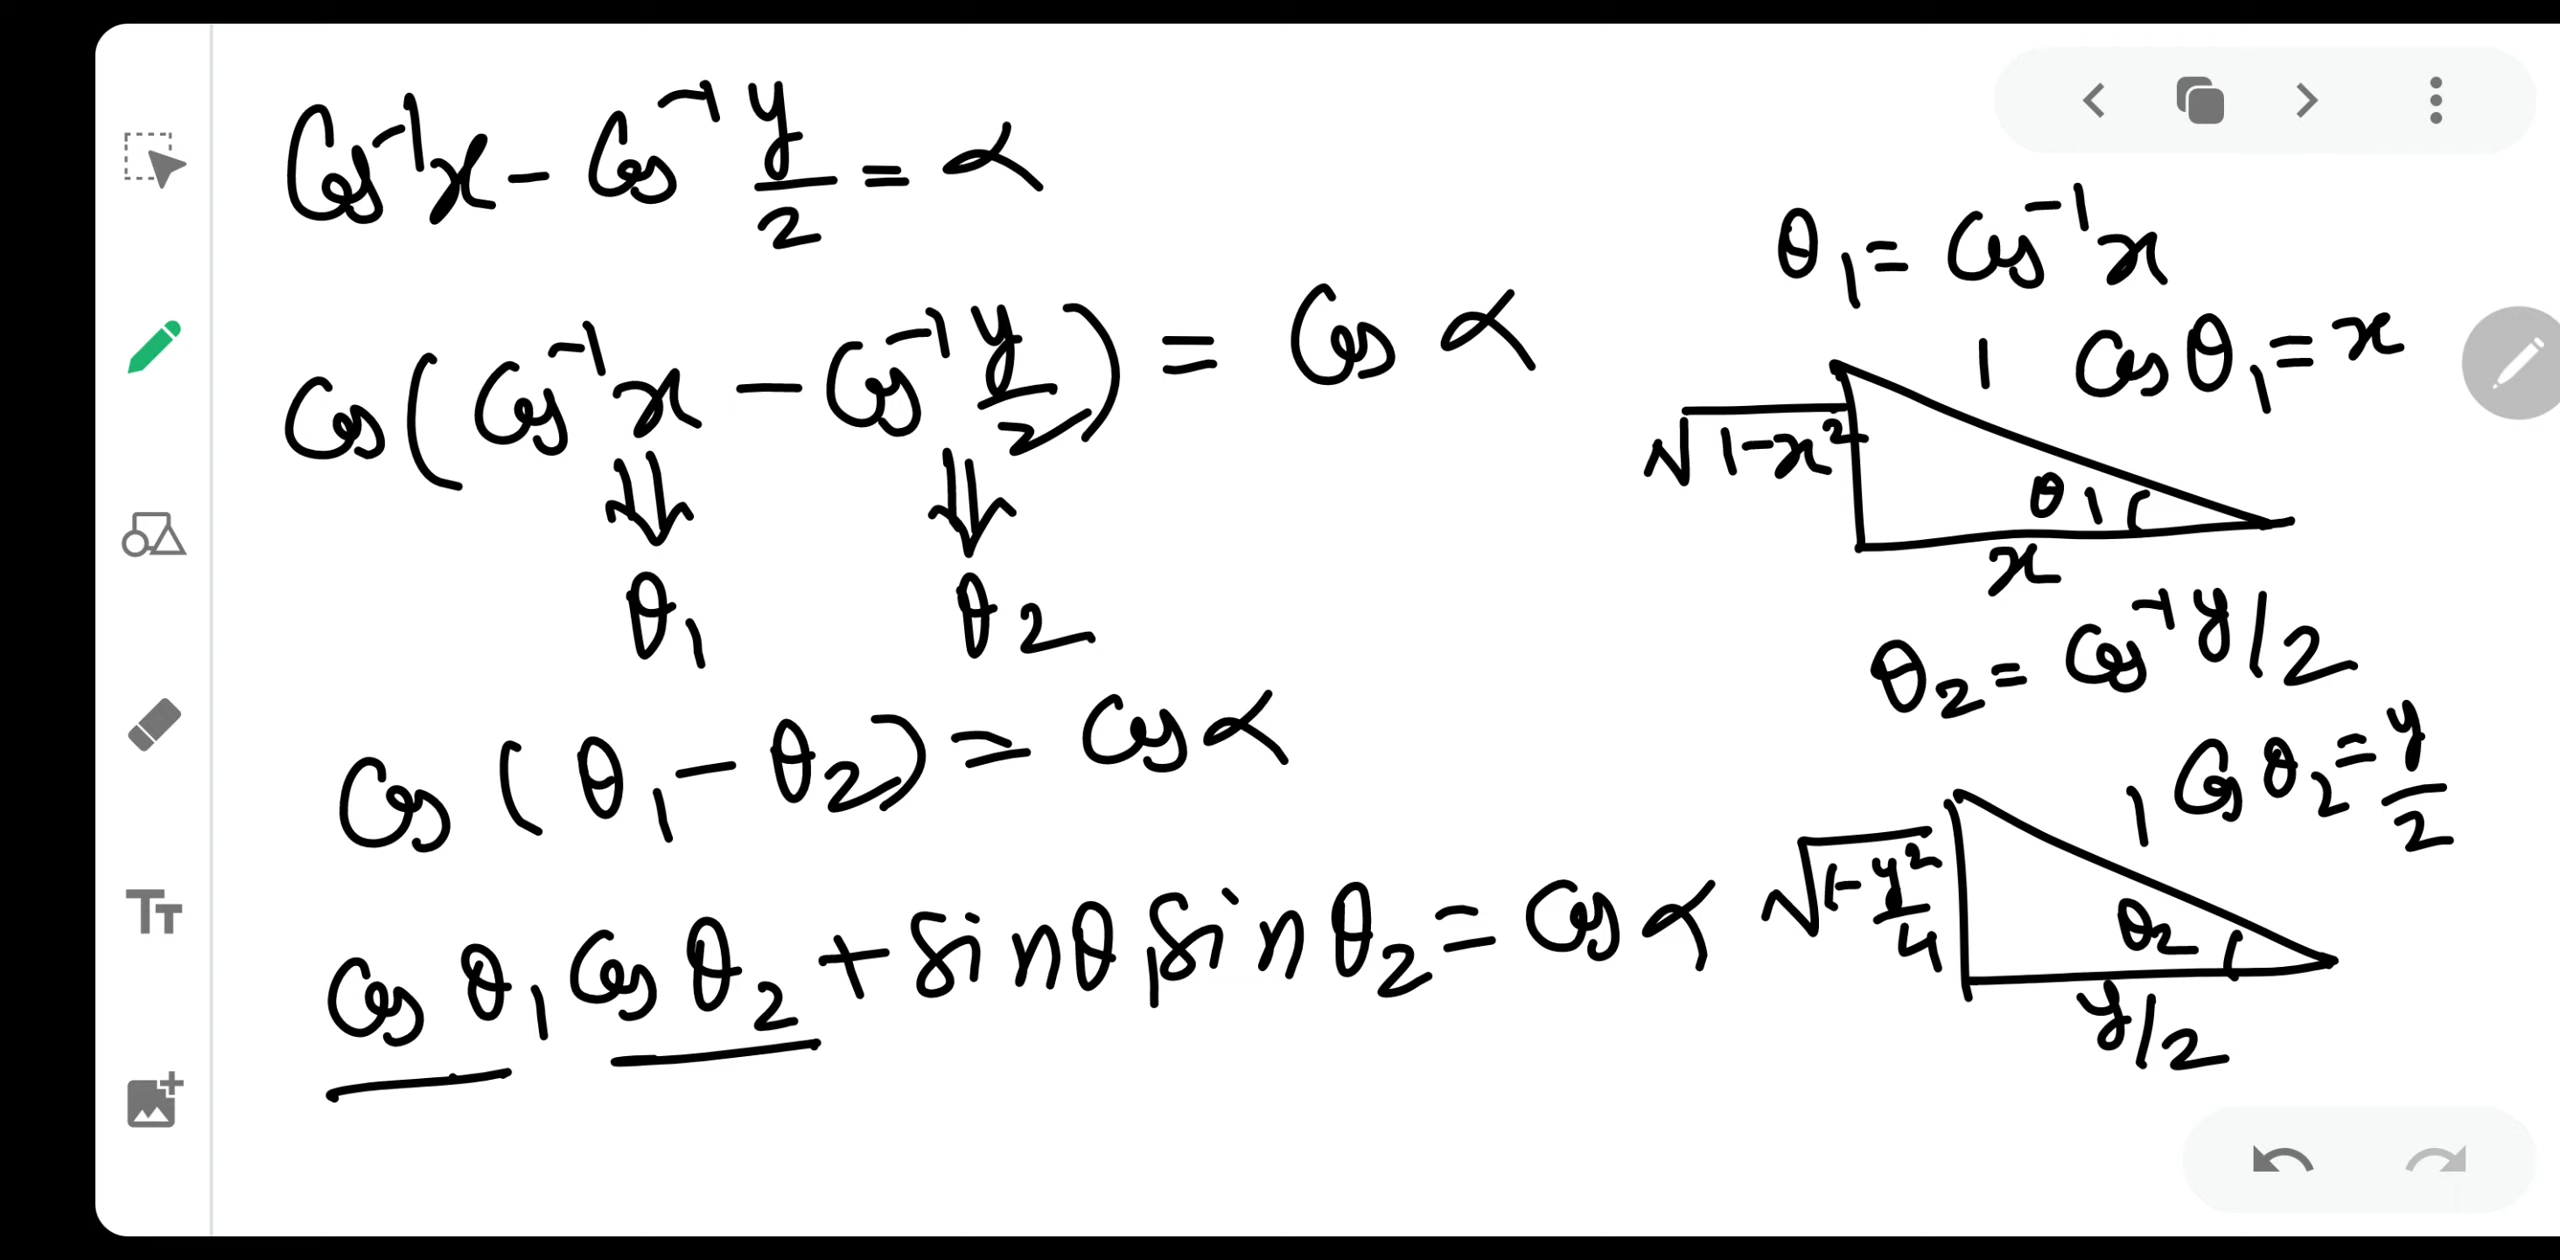 Cos⁻¹x - Cos⁻¹ y/2 = α
Cos(Cos⁻¹x - Cos⁻¹ y/2) = Cos α
⇓ ⇓
θ₁ θ₂
Cos (θ₁ - θ₂) = Cos α
Cos θ₁ Cos θ₂ + sin θ₁ sin θ₂ = Cos α
θ₁ = Cos⁻¹x
1 Cos θ₁ = x
√1-x²
θ₁
x
θ₂ = Cos⁻¹ y/2
1 Cos θ₂ = y/2
√1-y²/4
θ₂
y/2
TT